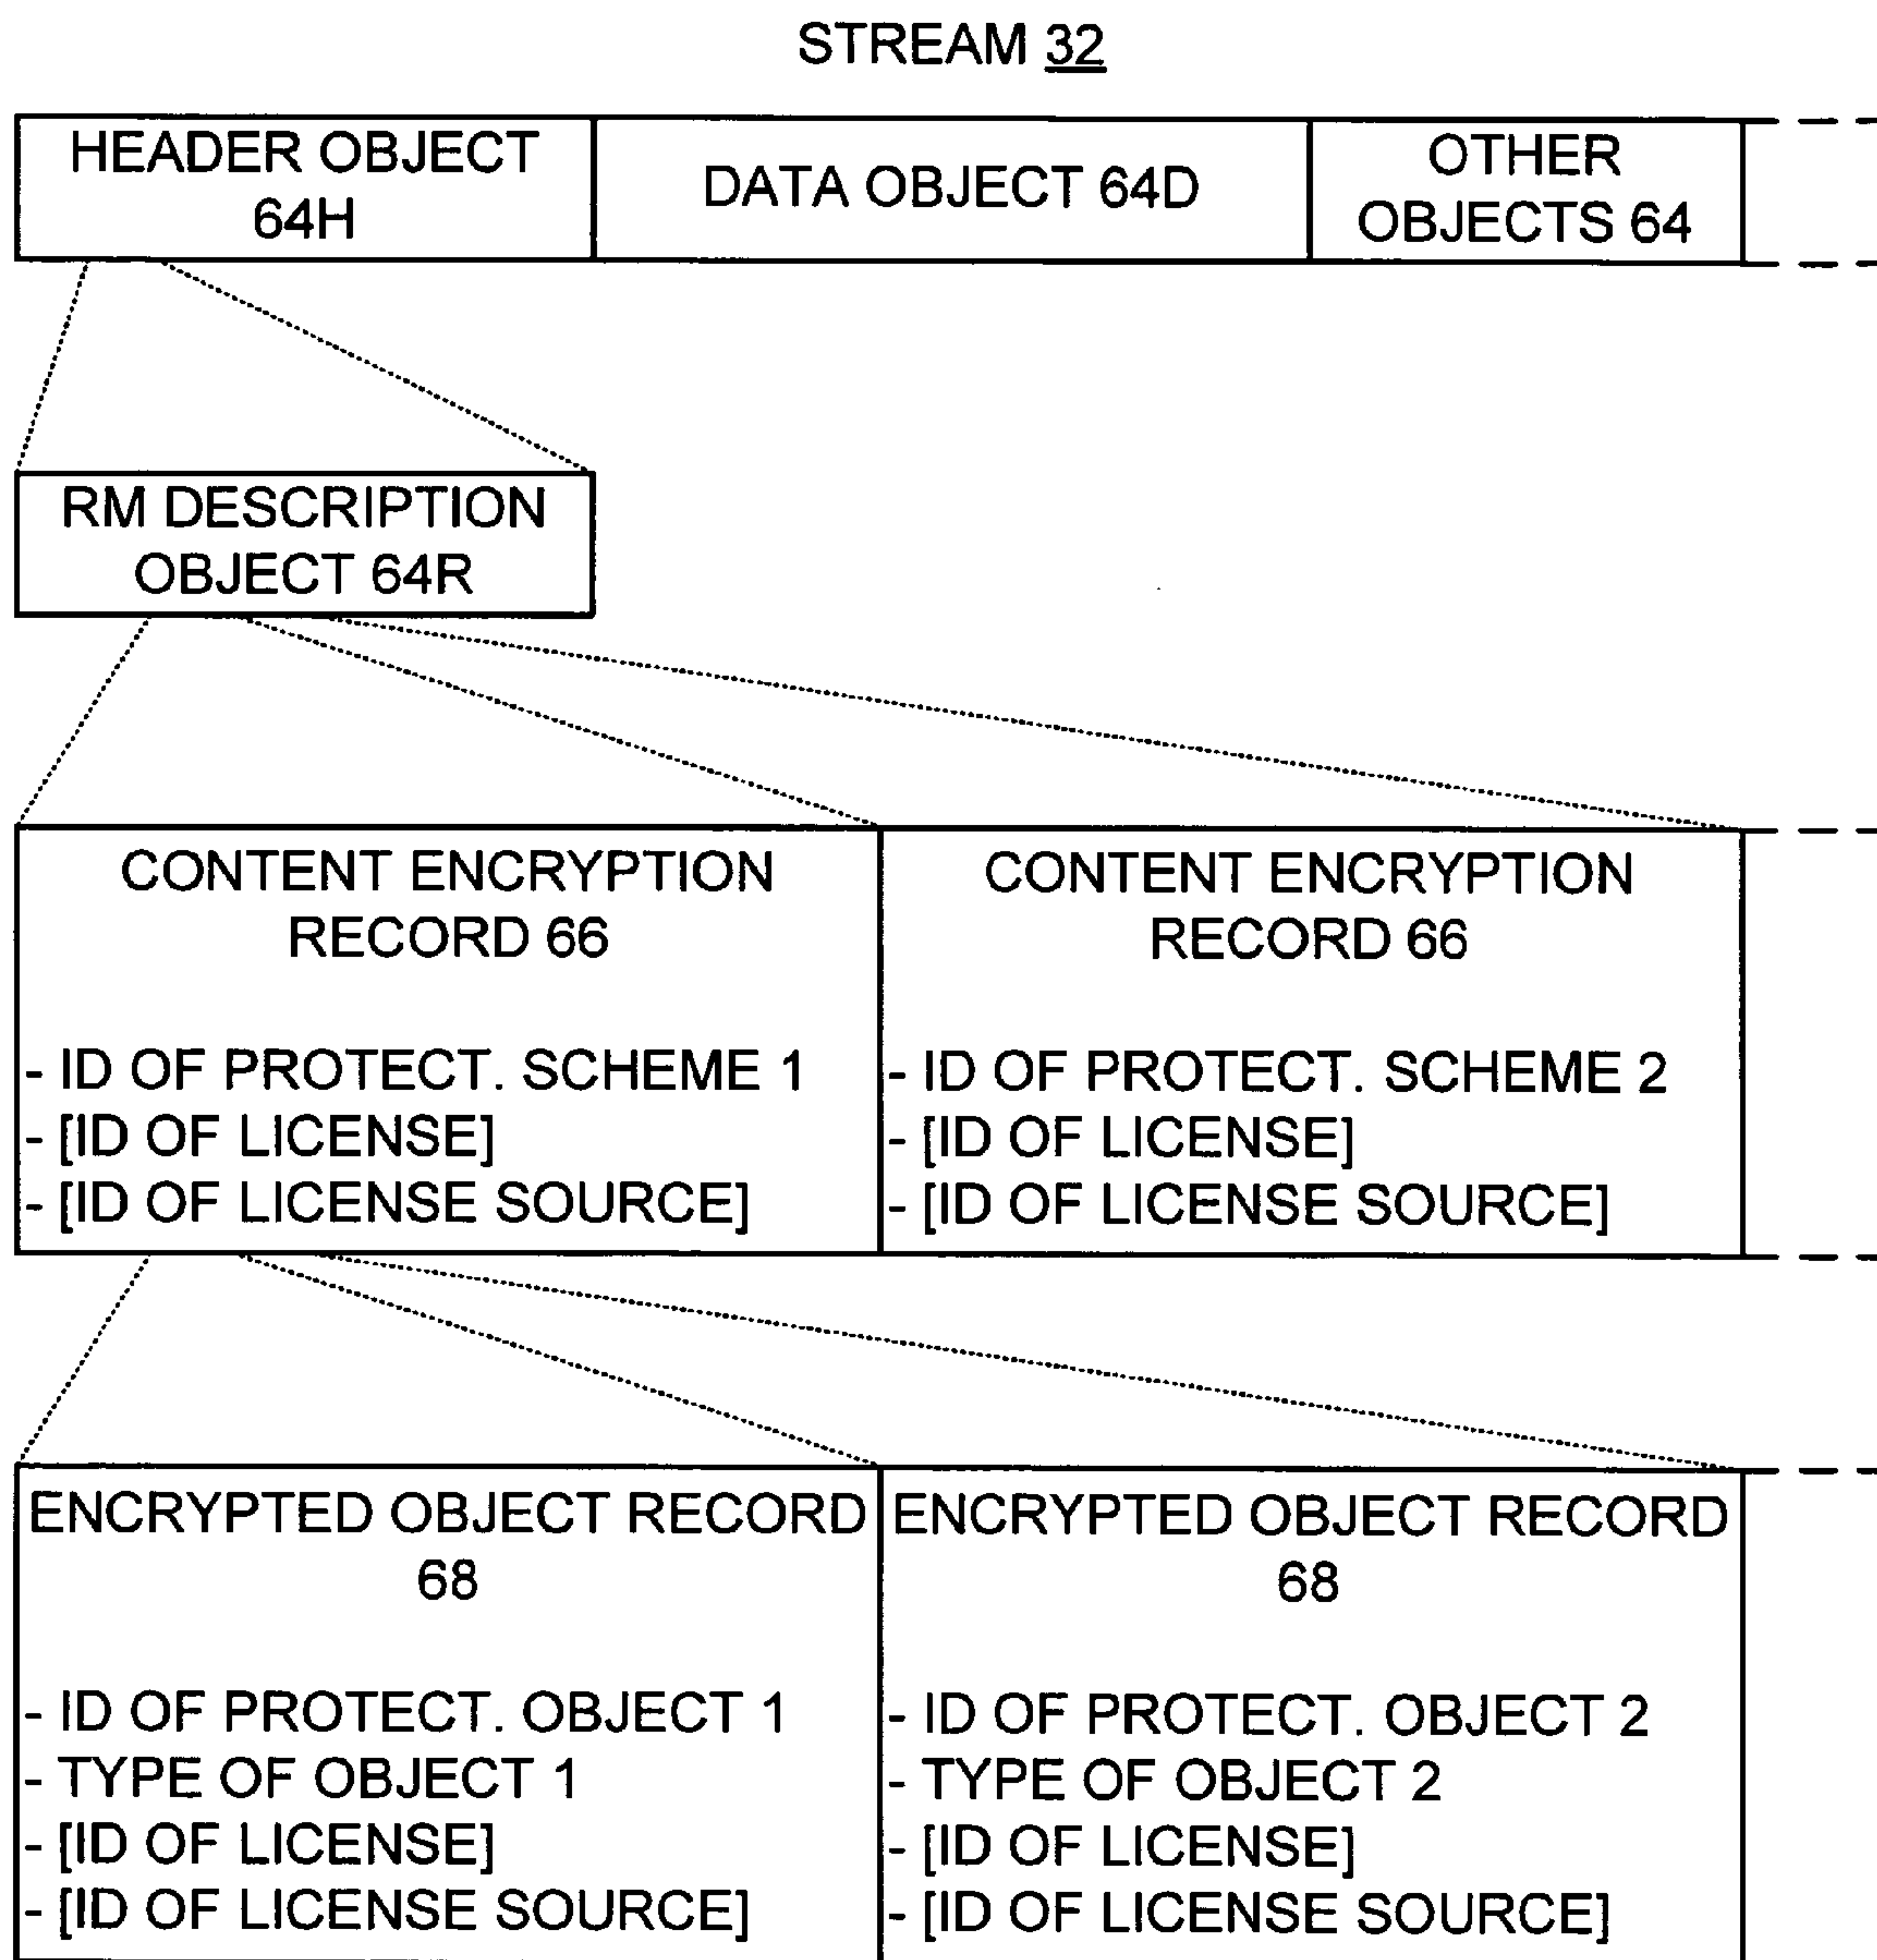 STREAM 32
HEADER OBJECT
64H
DATA OBJECT 64D
OTHER
OBJECTS 64
RM DESCRIPTION
OBJECT 64R
CONTENT ENCRYPTION
RECORD 66
- ID OF PROTECT. SCHEME 1
- [ID OF LICENSE]
- [ID OF LICENSE SOURCE]
CONTENT ENCRYPTION
RECORD 66
- ID OF PROTECT. SCHEME 2
- [ID OF LICENSE]
- [ID OF LICENSE SOURCE]
ENCRYPTED OBJECT RECORD
68
- ID OF PROTECT. OBJECT 1
- TYPE OF OBJECT 1
- [ID OF LICENSE]
- [ID OF LICENSE SOURCE]
ENCRYPTED OBJECT RECORD
68
- ID OF PROTECT. OBJECT 2
- TYPE OF OBJECT 2
- [ID OF LICENSE]
- [ID OF LICENSE SOURCE]